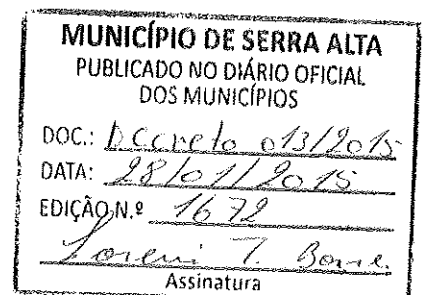 MUNICÍPIO DE SERRA ALTA
PUBLICADO NO DIÁRIO OFICIAL
DOS MUNICÍPIOS
DOC.: Decreto 013/2015
DATA: 28/01/2015
EDIÇÃO N.º 1672
Loreni T.
Assinatura